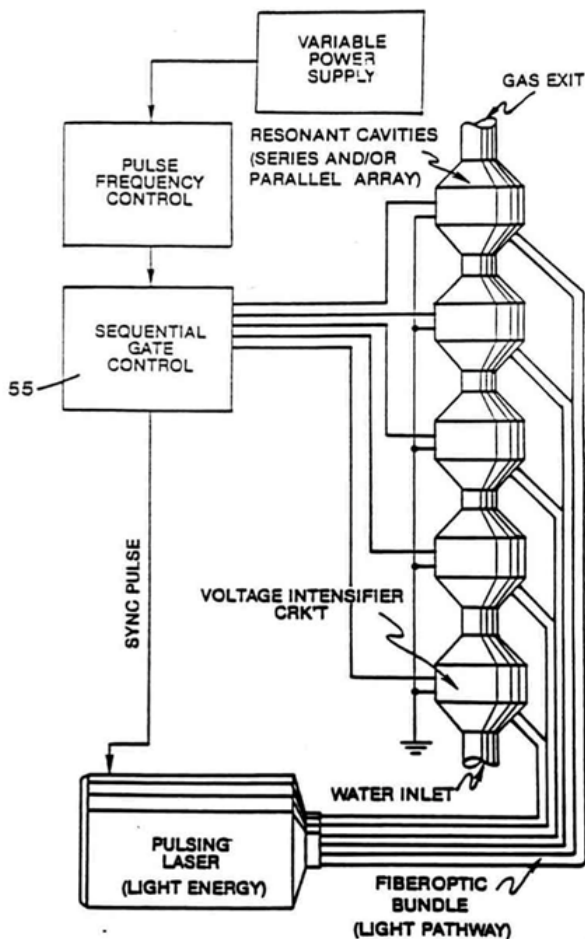 VARIABLE
POWER
SUPPLY
GAS EXIT
RESONANT CAVITIES
(SERIES AND/OR
PARALLEL ARRAY)
PULSE
FREQUENCY
CONTROL
SEQUENTIAL
GATE
CONTROL
55
SYNC PULSE
VOLTAGE INTENSIFIER
CRK'T
WATER INLET
PULSING
LASER
(LIGHT ENERGY)
FIBEROPTIC
BUNDLE
(LIGHT PATHWAY)